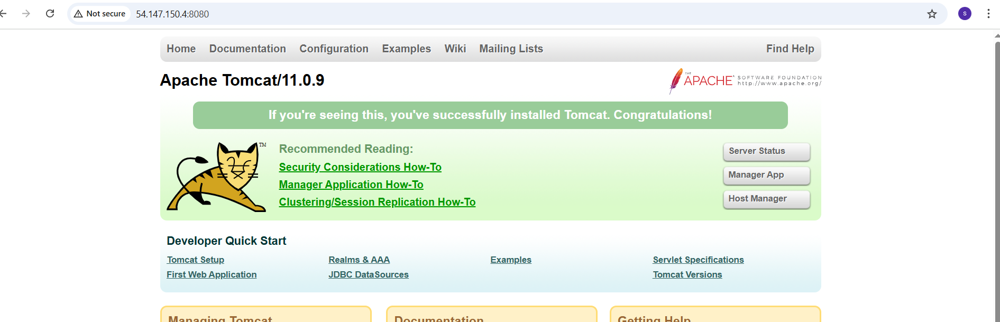 Not secure 54.147.150.4:8080 S
Home Documentation Configuration Examples Wiki Mailing Lists Find Help
Apache Tomcat/11.0.9
THE
APACHE SOFTWARE FOUNDATION
http://www.apache.org/
If you're seeing this, you've successfully installed Tomcat. Congratulations!
TM
Recommended Reading:
Security Considerations How-To
Manager Application How-To
Clustering/Session Replication How-To
Server Status
Manager App
Host Manager
Developer Quick Start
Tomcat Setup
First Web Application
Realms & AAA
JDBC DataSources
Examples
Servlet Specifications
Tomcat Versions
Managing Tomcat
Documentation
Getting Help